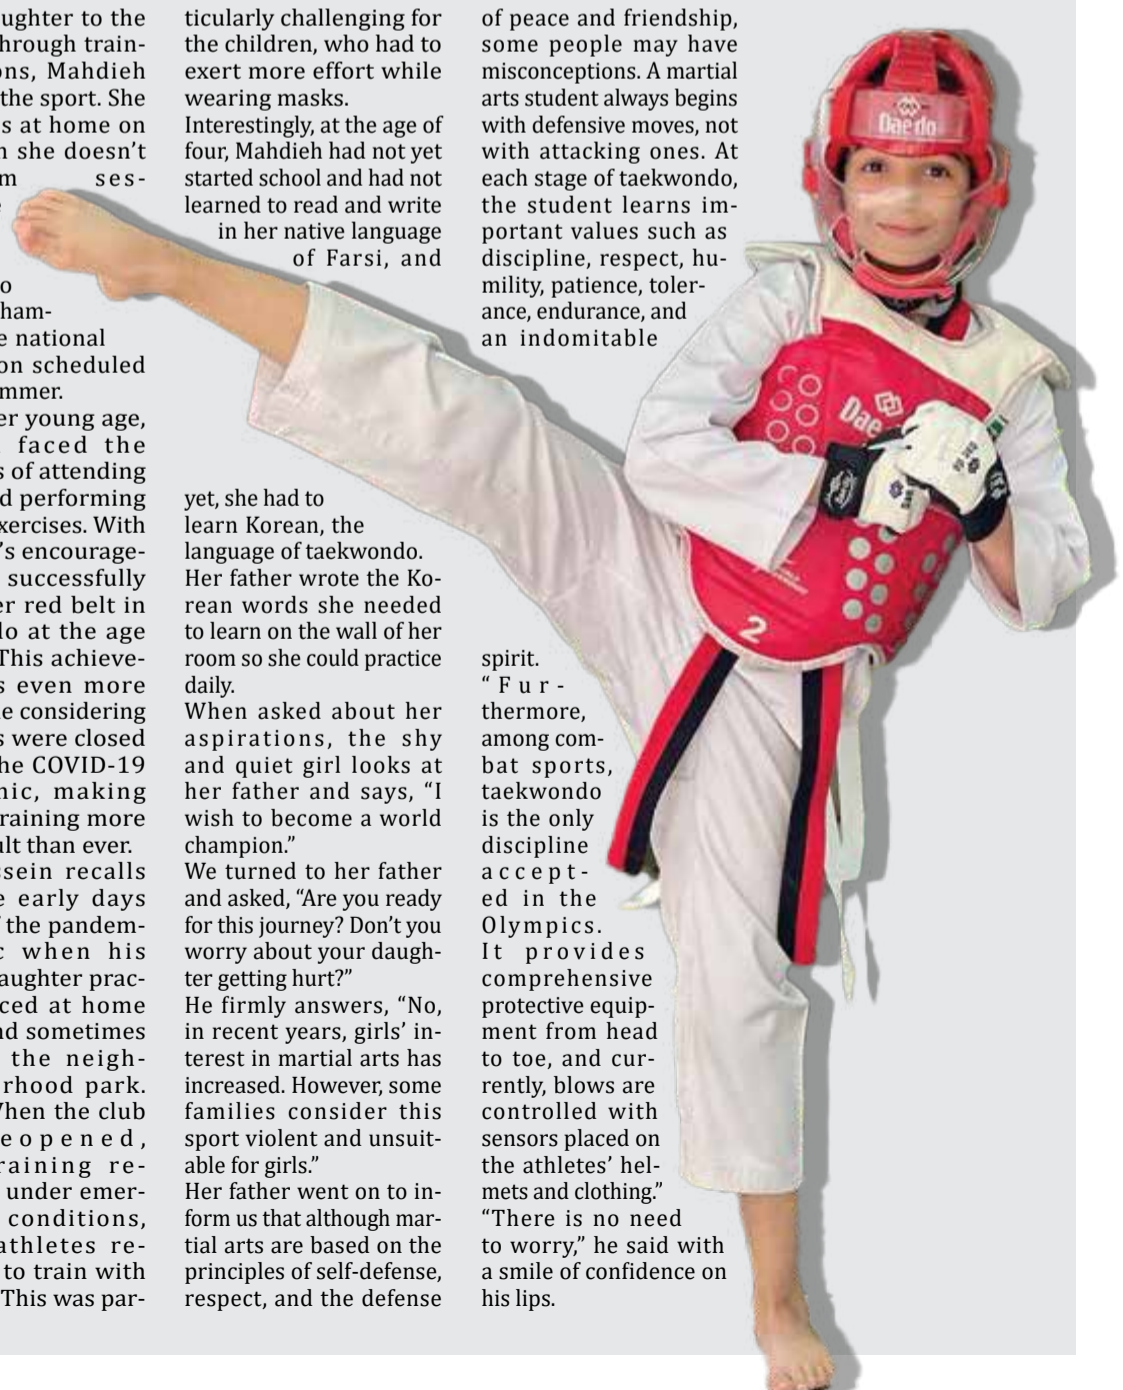 ughter to the
hrough train-
ons, Mahdieh
the sport. She
s at home on
n she doesn’t
m ses-
e
o
ham-
e national
on scheduled
mmer.
er young age,
faced the
s of attending
d performing
xercises. With
’s encourage-
successfully
er red belt in
do at the age
This achieve-
s even more
e considering
s were closed
he COVID-19
nic, making
raining more
ult than ever.
ssein recalls
e early days
f the pandem-
c when his
aughter prac-
ced at home
nd sometimes
the neigh-
rhood park.
hen the club
eopened,
raining re-
under emer-
conditions,
athletes re-
to train with
This was par-
ticularly challenging for
the children, who had to
exert more effort while
wearing masks.
Interestingly, at the age of
four, Mahdieh had not yet
started school and had not
learned to read and write
in her native language
of Farsi, and
yet, she had to
learn Korean, the
language of taekwondo.
Her father wrote the Ko-
rean words she needed
to learn on the wall of her
room so she could practice
daily.
When asked about her
aspirations, the shy
and quiet girl looks at
her father and says, “I
wish to become a world
champion.”
We turned to her father
and asked, “Are you ready
for this journey? Don’t you
worry about your daugh-
ter getting hurt?”
He firmly answers, “No,
in recent years, girls’ in-
terest in martial arts has
increased. However, some
families consider this
sport violent and unsuit-
able for girls.”
Her father went on to in-
form us that although mar-
tial arts are based on the
principles of self-defense,
respect, and the defense
of peace and friendship,
some people may have
misconceptions. A martial
arts student always begins
with defensive moves, not
with attacking ones. At
each stage of taekwondo,
the student learns im-
portant values such as
discipline, respect, hu-
mility, patience, toler-
ance, endurance, and
an indomitable
spirit.
“Fur-
thermore,
among com-
bat sports,
taekwondo
is the only
discipline
accept-
ed in the
Olympics.
It provides
comprehensive
protective equip-
ment from head
to toe, and cur-
rently, blows are
controlled with
sensors placed on
the athletes’ hel-
mets and clothing.”
“There is no need
to worry,” he said with
a smile of confidence on
his lips.
Daedo
Dae
2